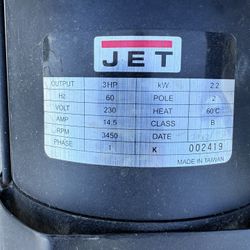 JET
OUTPUT 3HP kW 2.2
Hz 60 POLE 2
VOLT 230 HEAT 60°C
AMP 14.5 CLASS B
RPM 3450 DATE
PHASE 1 K 002419
MADE IN TAIWAN